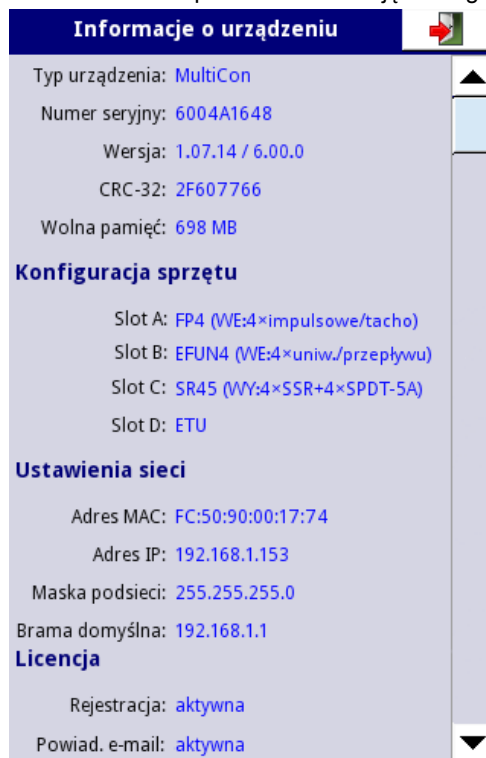 Informacje o urządzeniu
Typ urządzenia: MultiCon
Numer seryjny: 6004A1648
Wersja: 1.07.14 / 6.00.0
CRC-32: 2F607766
Wolna pamięć: 698 MB
Konfiguracja sprzętu
Slot A: FP4 (WE:4×impulsowe/tacho)
Slot B: EFUN4 (WE:4×uniw./przepływu)
Slot C: SR45 (WY:4×SSR+4×SPDT-5A)
Slot D: ETU
Ustawienia sieci
Adres MAC: FC:50:90:00:17:74
Adres IP: 192.168.1.153
Maska podsieci: 255.255.255.0
Brama domyślna: 192.168.1.1
Licencja
Rejestracja: aktywna
Powiad. e-mail: aktywna